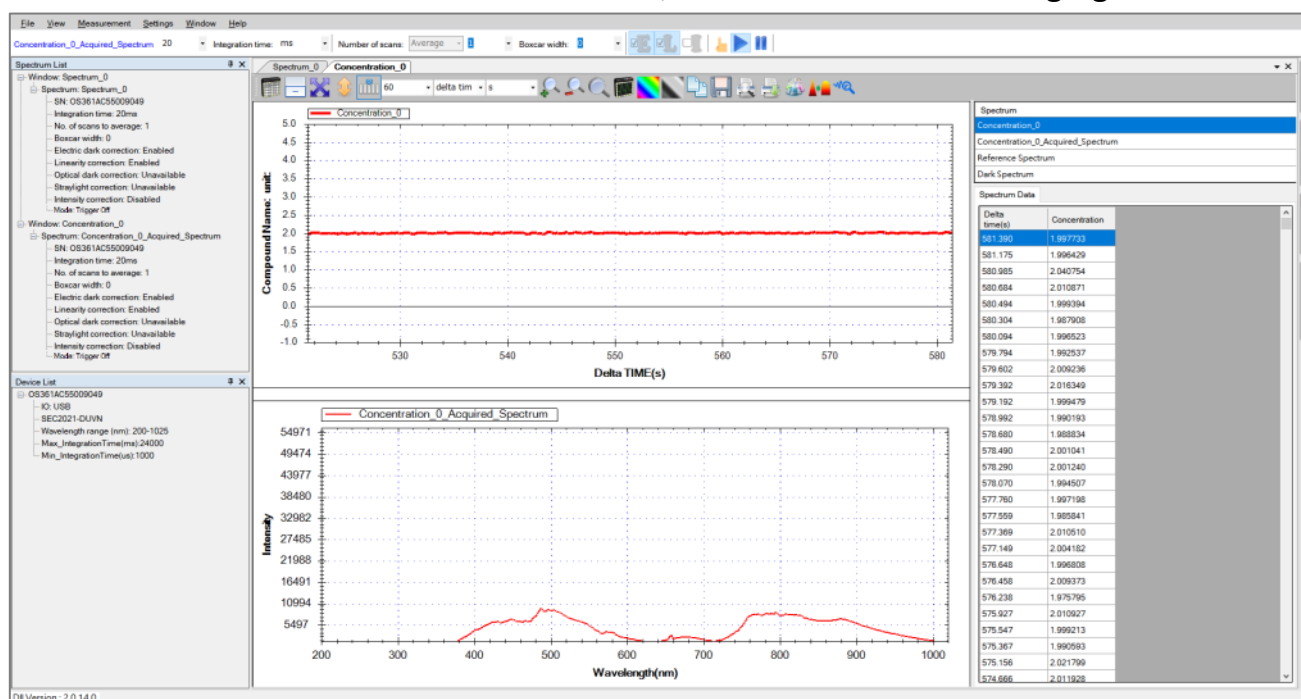 File View Measurement Settings Window Help
Concentration_0_Acquired_Spectrum 20 Integration time: ms Number of scans: Average 1 Boxcar width: 0
Spectrum List
Window: Spectrum_0
Spectrum: Spectrum_0
SN: OS361AC55009049
Integration time: 20ms
No. of scans to average: 1
Boxcar width: 0
Electric dark correction: Enabled
Linearity correction: Enabled
Optical dark correction: Unavailable
Straylight correction: Unavailable
Intensity correction: Disabled
Mode: Trigger Off
Window: Concentration_0
Spectrum: Concentration_0_Acquired_Spectrum
SN: OS361AC55009049
Integration time: 20ms
No. of scans to average: 1
Boxcar width: 0
Electric dark correction: Enabled
Linearity correction: Enabled
Optical dark correction: Unavailable
Straylight correction: Unavailable
Intensity correction: Disabled
Mode: Trigger Off
Device List
OS361AC55009049
IO: USB
SEC2021-DUVN
Wavelength range (nm): 200-1025
Max_IntegrationTime(ms):24000
Min_IntegrationTime(us):1000
Spectrum_0 Concentration_0
60 delta tim s
Concentration_0
Compound Name: unit:
5.0
4.5
4.0
3.5
3.0
2.5
2.0
1.5
1.0
0.5
0.0
-0.5
-1.0
530 540 550 560 570 580
Delta TIME(s)
Concentration_0_Acquired_Spectrum
Intensity
54971
49474
43977
38480
32982
27485
21988
16491
10994
5497
200 300 400 500 600 700 800 900 1000
Wavelength(nm)
Spectrum
Concentration_0
Concentration_0_Acquired_Spectrum
Reference Spectrum
Dark Spectrum
Spectrum Data
Delta time(s) Concentration
581.390 1.997733
581.175 1.996429
580.985 2.040754
580.684 2.010871
580.494 1.999394
580.304 1.987908
580.094 1.996523
579.794 1.992537
579.602 2.009236
579.392 2.016349
579.192 1.999479
578.992 1.990193
578.680 1.988834
578.490 2.001041
578.290 2.001240
578.070 1.994507
577.760 1.997198
577.559 1.985841
577.369 2.010510
577.149 2.004182
576.648 1.996808
576.458 2.009373
576.238 1.975795
575.927 2.010927
575.547 1.999213
575.367 1.990593
575.156 2.021799
574.666 2.011928
Dll Version : 2.0.14.0